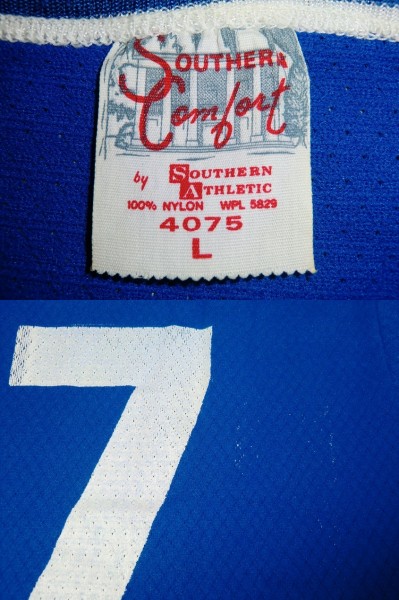 SOUTHERN
Comfort
by SOUTHERN
ATHLETIC
100% NYLON WPL 5829
4075
L
7